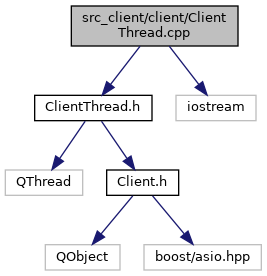 src_client/client/Client
Thread.cpp
ClientThread.h
iostream
QThread
Client.h
QObject
boost/asio.hpp